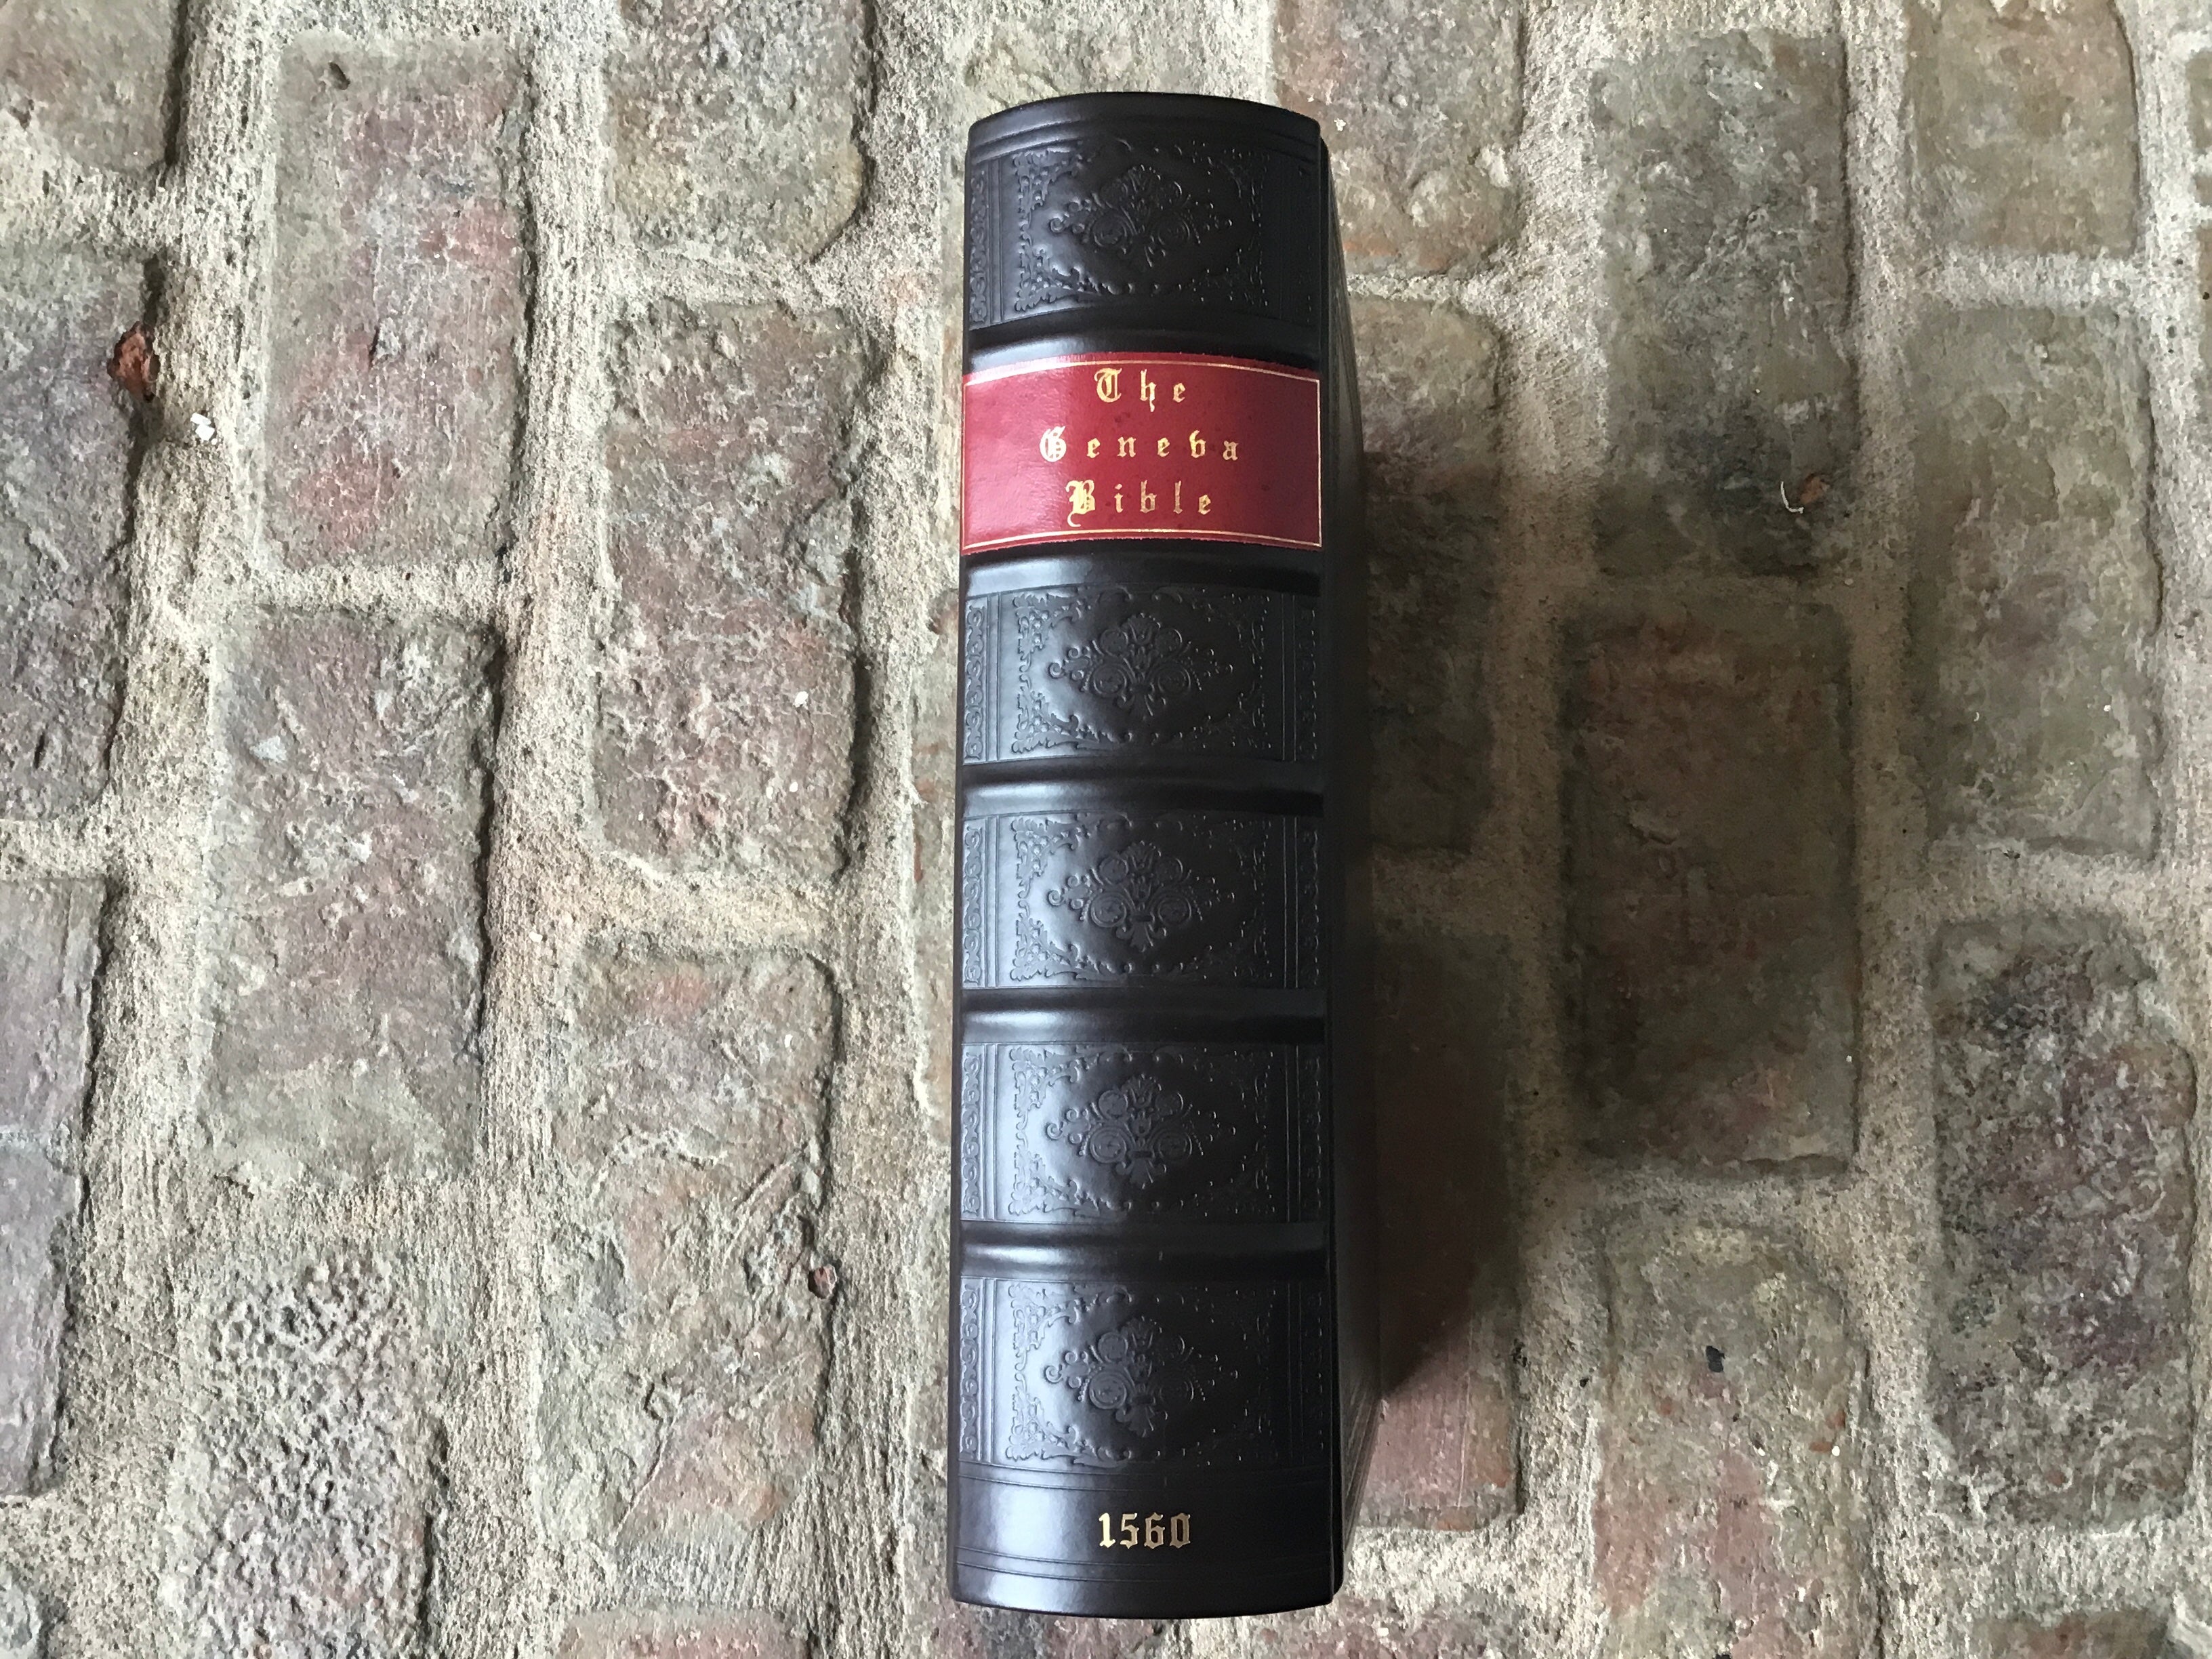 The
Geneva
Bible
1560